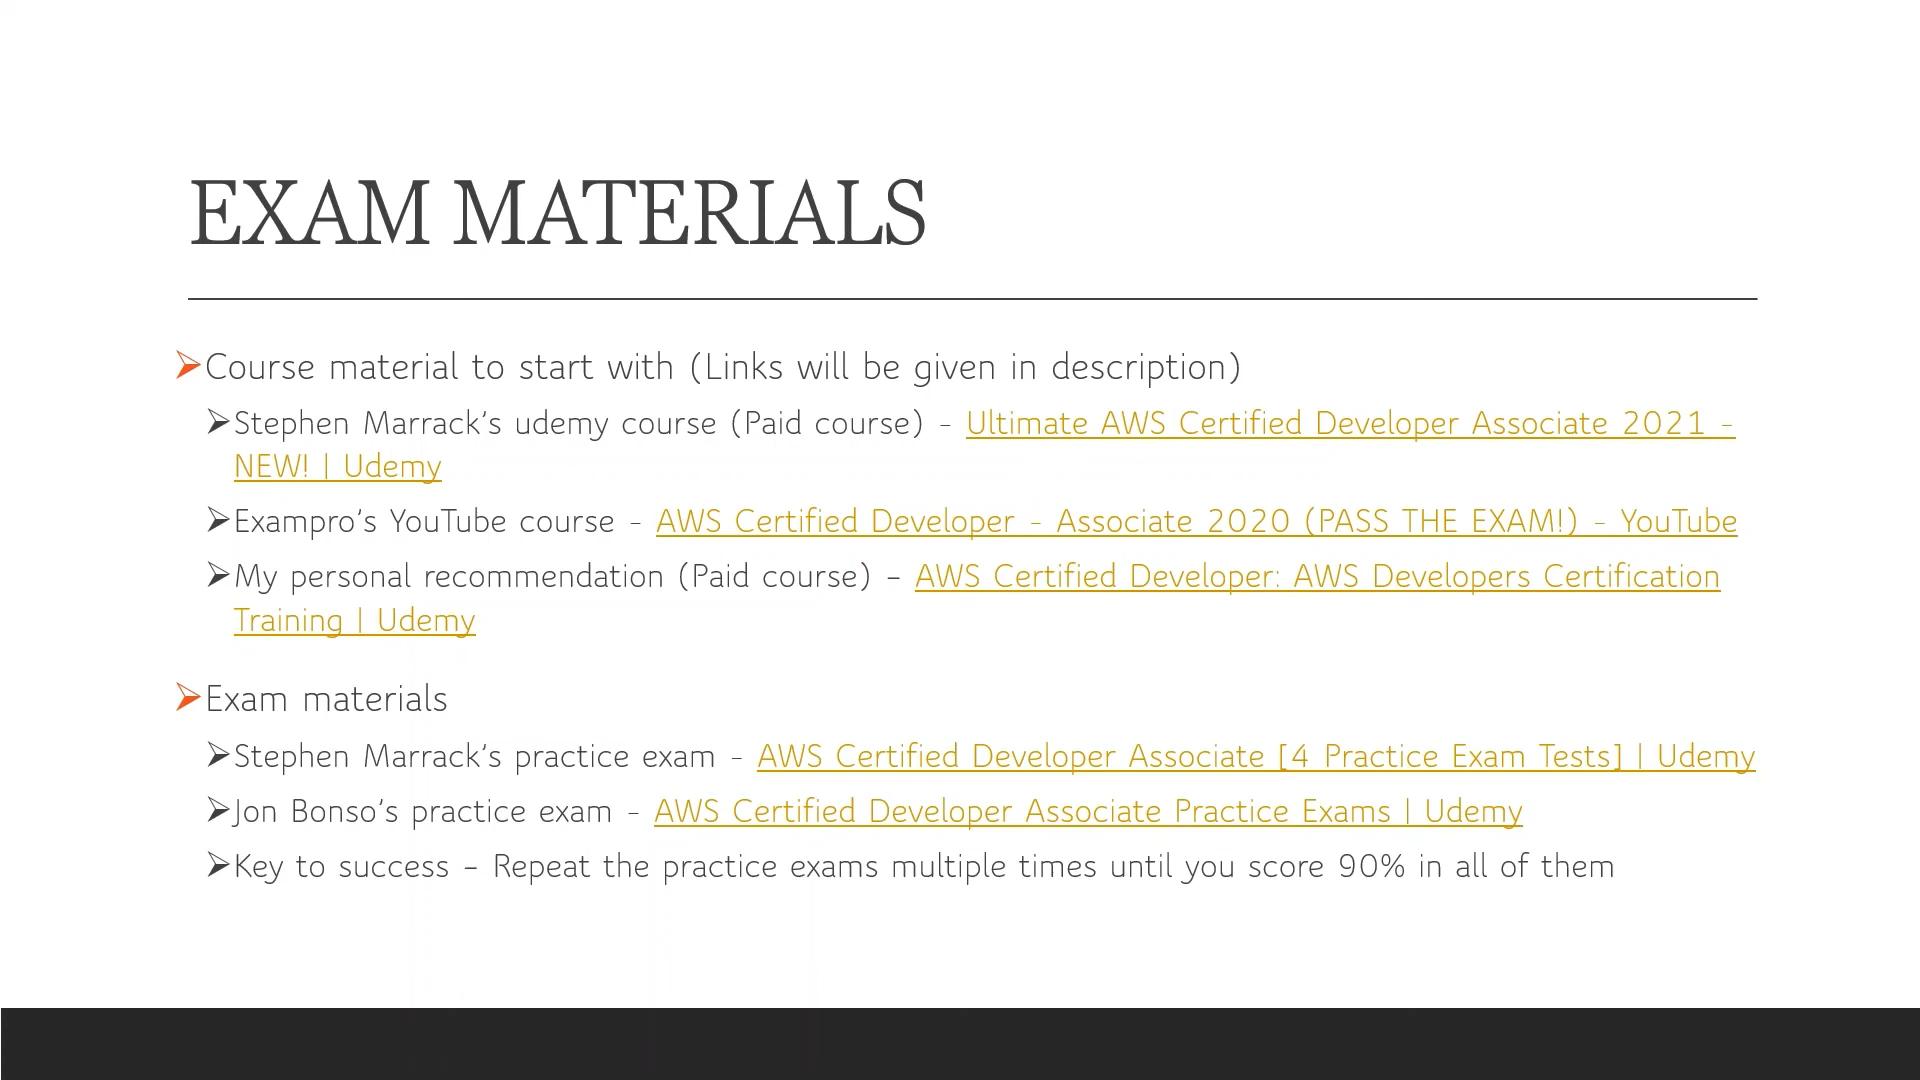 EXAM MATERIALS
➢Course material to start with (Links will be given in description)
➢Stephen Marrack’s udemy course (Paid course) - Ultimate AWS Certified Developer Associate 2021 -
NEW! | Udemy
➢Exampro’s YouTube course - AWS Certified Developer - Associate 2020 (PASS THE EXAM!) - YouTube
➢My personal recommendation (Paid course) – AWS Certified Developer: AWS Developers Certification
Training | Udemy
➢Exam materials
➢Stephen Marrack’s practice exam - AWS Certified Developer Associate [4 Practice Exam Tests] | Udemy
➢Jon Bonso’s practice exam - AWS Certified Developer Associate Practice Exams | Udemy
➢Key to success – Repeat the practice exams multiple times until you score 90% in all of them